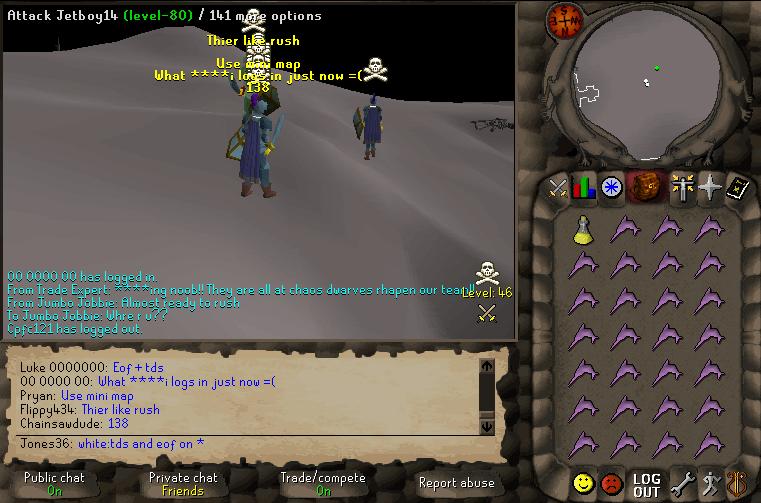 Attack Jetboy14 (level-80) / 141 more options
Thier like rush
Use mini map
What ****i logs in just now =(
138
00 0000 00 has logged in.
From Trade Expert: ****ing noob!! They are all at chaos dwarves rhapen our team!!
From Jumbo Jobbie: Almost ready to rush
To Jumbo Jobbie: Whre r u??
Cpfc121 has logged out.
Level: 46
Luke 0000000: Eof + tds
00 0000 00: What ****i logs in just now =(
Pryan: Use mini map
Flippy434: Thier like rush
Chainsawdude: 138
Jones36: white:tds and eof on *
Public chat
On
Private chat
Friends
Trade/compete
On
Report abuse
LOG
OUT